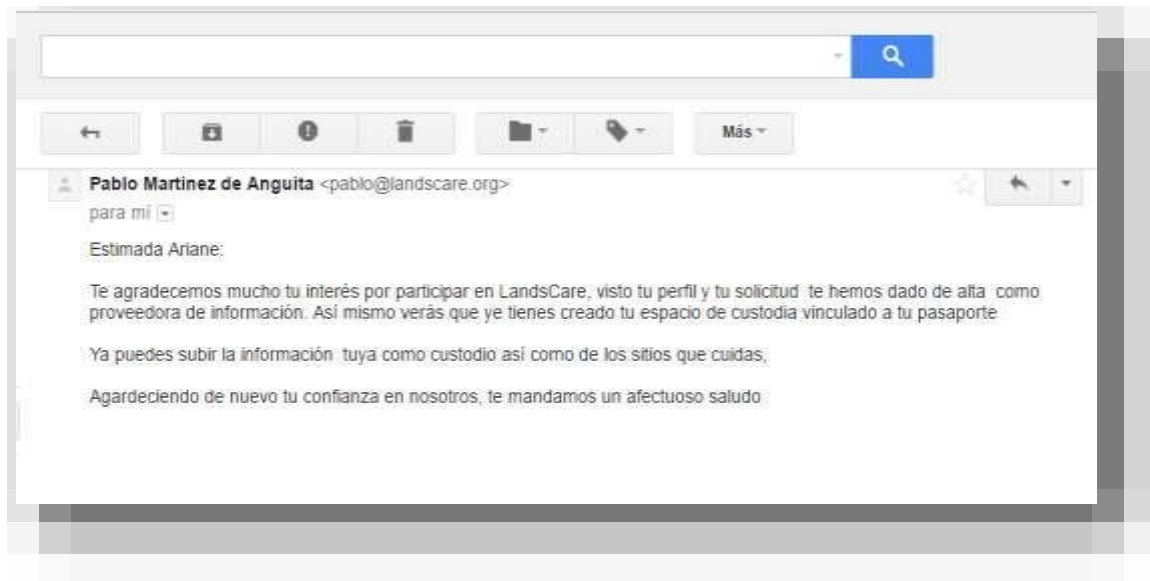 Más
Pablo Martinez de Anguita <pablo@landscare.org>
para mí
Estimada Ariane:
Te agradecemos mucho tu interés por participar en LandsCare, visto tu perfil y tu solicitud te hemos dado de alta como
proveedora de información. Así mismo verás que ye tienes creado tu espacio de custodia vinculado a tu pasaporte
Ya puedes subir la información tuya como custodio así como de los sitios que cuidas,
Agardeciendo de nuevo tu confianza en nosotros, te mandamos un afectuoso saludo